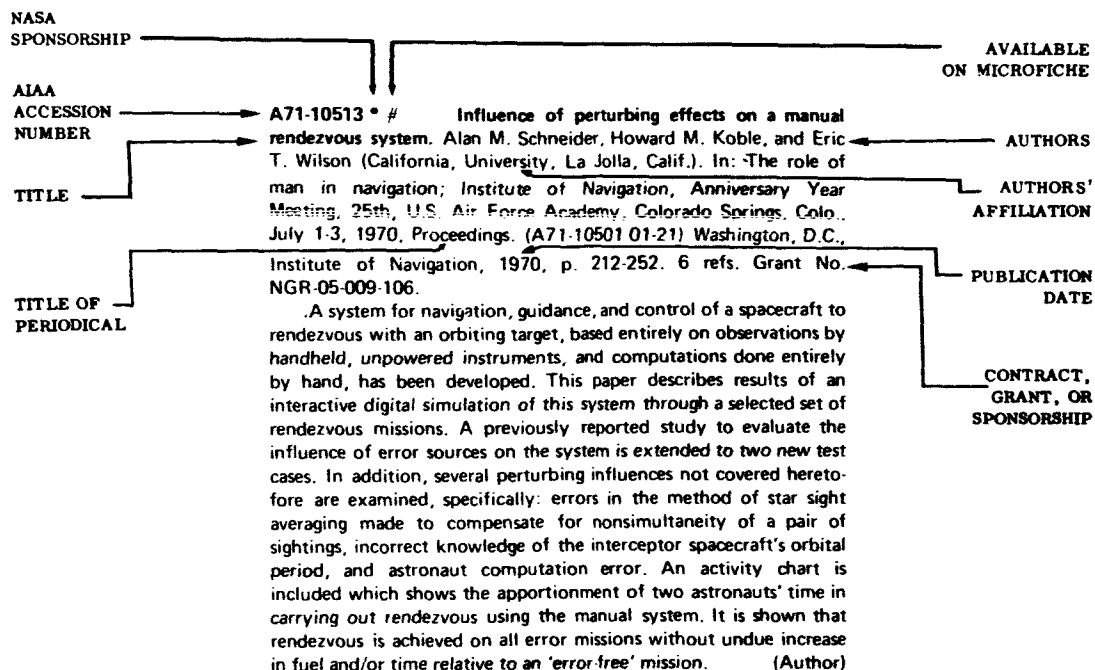 NASA
SPONSORSHIP
AVAILABLE
ON MICROFICHE
AIAA
ACCESSION
NUMBER
TITLE
TITLE OF
PERIODICAL
A71-10513 * # Influence of perturbing effects on a manual
rendezvous system. Alan M. Schneider, Howard M. Koble, and Eric
T. Wilson (California, University, La Jolla, Calif.). In: The role of
man in navigation; Institute of Navigation, Anniversary Year
Meeting, 25th, U.S. Air Force Academy, Colorado Springs, Colo.,
July 1-3, 1970, Proceedings. (A71-10501 01-21) Washington, D.C.,
Institute of Navigation, 1970, p. 212-252. 6 refs. Grant No.
NGR-05-009-106.
.A system for navigation, guidance, and control of a spacecraft to
rendezvous with an orbiting target, based entirely on observations by
handheld, unpowered instruments, and computations done entirely
by hand, has been developed. This paper describes results of an
interactive digital simulation of this system through a selected set of
rendezvous missions. A previously reported study to evaluate the
influence of error sources on the system is extended to two new test
cases. In addition, several perturbing influences not covered hereto-
fore are examined, specifically: errors in the method of star sight
averaging made to compensate for nonsimultaneity of a pair of
sightings, incorrect knowledge of the interceptor spacecraft's orbital
period, and astronaut computation error. An activity chart is
included which shows the apportionment of two astronauts' time in
carrying out rendezvous using the manual system. It is shown that
rendezvous is achieved on all error missions without undue increase
in fuel and/or time relative to an 'error-free' mission. (Author)
AUTHORS
AUTHORS'
AFFILIATION
PUBLICATION
DATE
CONTRACT,
GRANT, OR
SPONSORSHIP